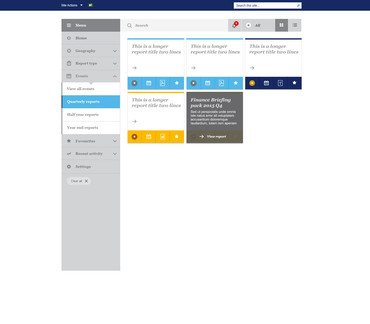 Site Actions
Search this site...
Menu
Search
All
Home
Geography
Report type
Events
View all events
Quarterly reports
Half year reports
Year end reports
Favourites
Recent activity
Settings
Clear all
This is a longer
report title two lines
This is a longer
report title two lines
This is a longer
report title two lines
This is a longer
report title two lines
Finance Briefing
pack 2013 Q4
View report